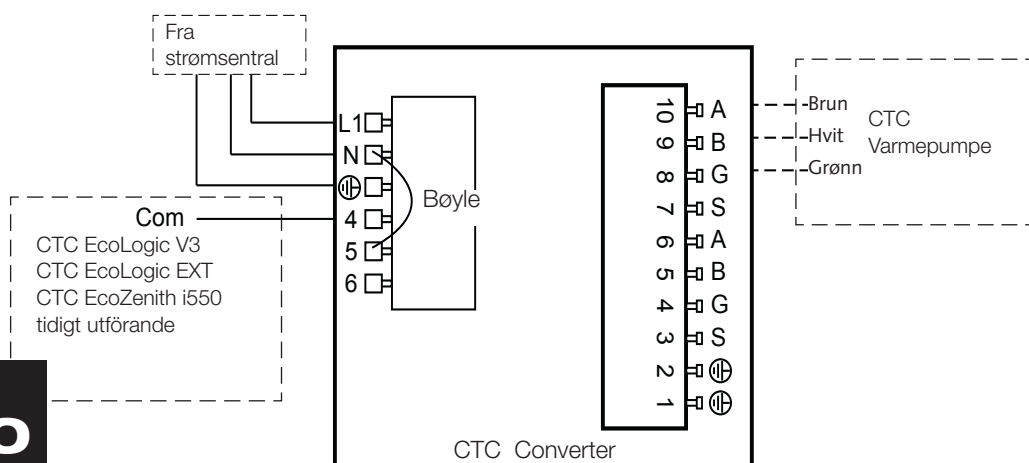 Fra
strømsentral
L1
N
4
5
6
Bøyle
Com
CTC EcoLogic V3
CTC EcoLogic EXT
CTC EcoZenith i550
tidigt utförande
10 A
9 B
8 G
7 S
6 A
5 B
4 G
3 S
2
1
Brun
Hvit
Grønn
CTC
Varmepumpe
CTC Converter